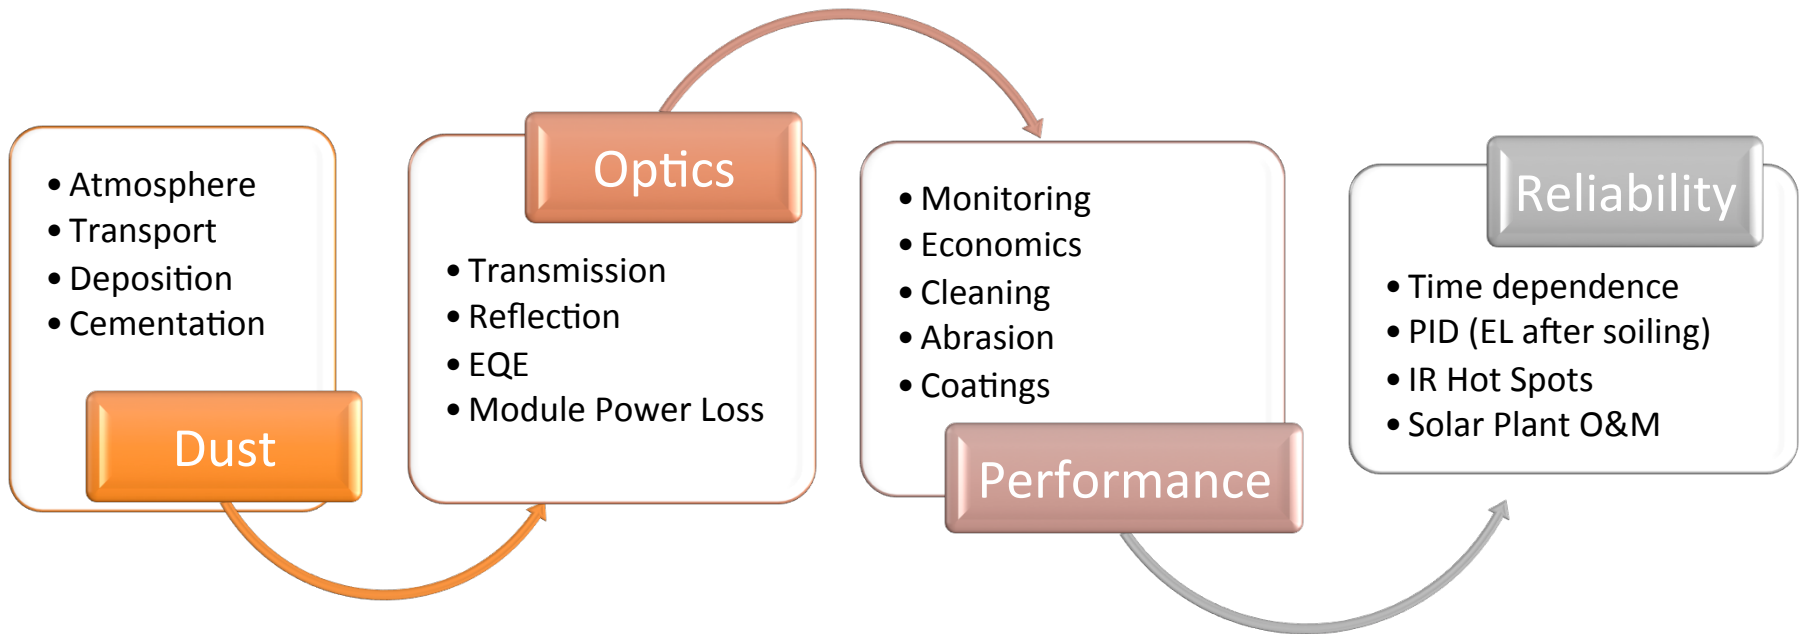 • Atmosphere
• Transport
• Deposition
• Cementation
Dust
Optics
• Transmission
• Reflection
• EQE
• Module Power Loss
• Monitoring
• Economics
• Cleaning
• Abrasion
• Coatings
Performance
Reliability
• Time dependence
• PID (EL after soiling)
• IR Hot Spots
• Solar Plant O&M